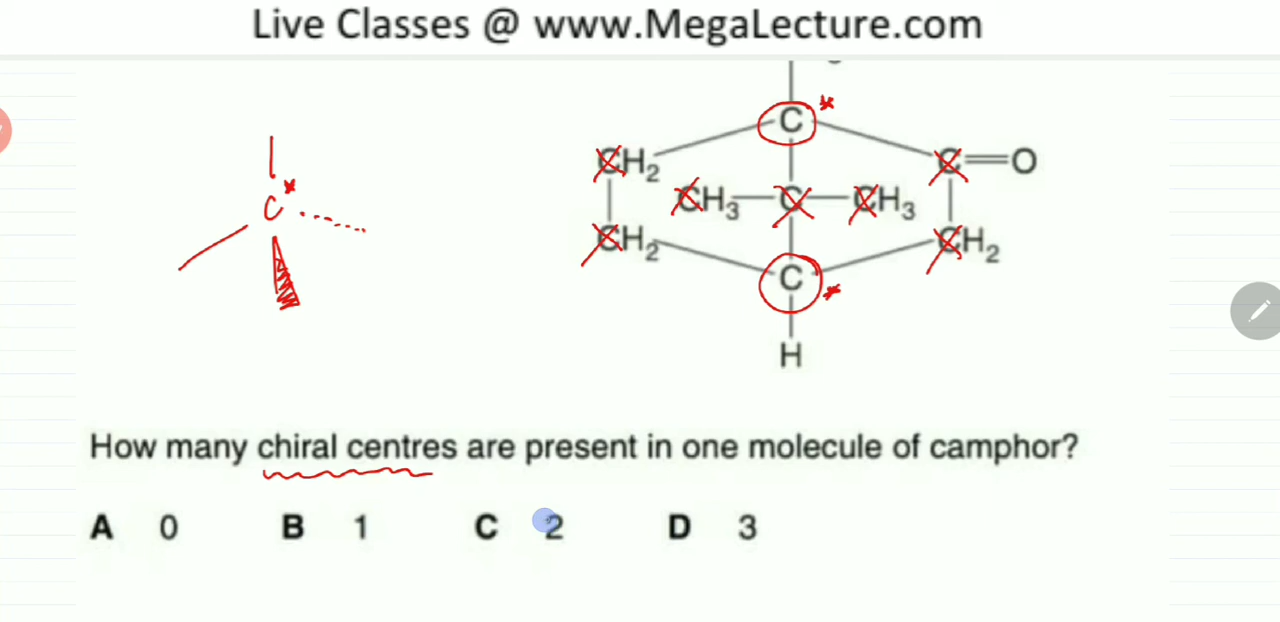 Live Classes @ www.MegaLecture.com
C *
CH₂ C=O
C* CH₃—C—CH₃
CH₂ CH₂
C *
H
How many chiral centres are present in one molecule of camphor?
A 0 B 1 C 2 D 3